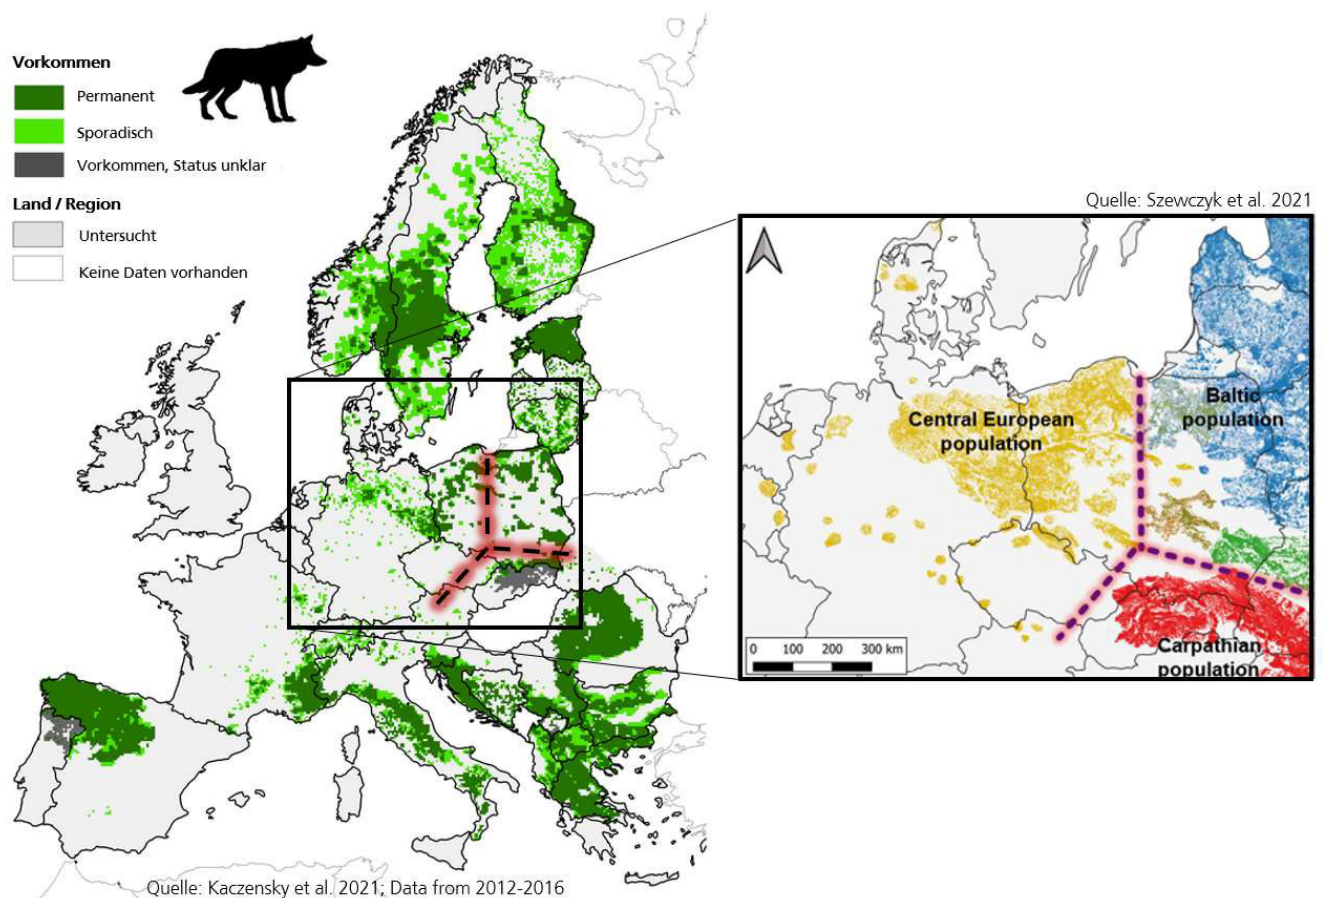 Vorkommen
Permanent
Sporadisch
Vorkommen, Status unklar
Land / Region
Untersucht
Keine Daten vorhanden
Quelle: Kaczensky et al. 2021; Data from 2012-2016
Quelle: Szewczyk et al. 2021
Central European
population
Baltic
population
Carpathian
population
0 100 200 300 km